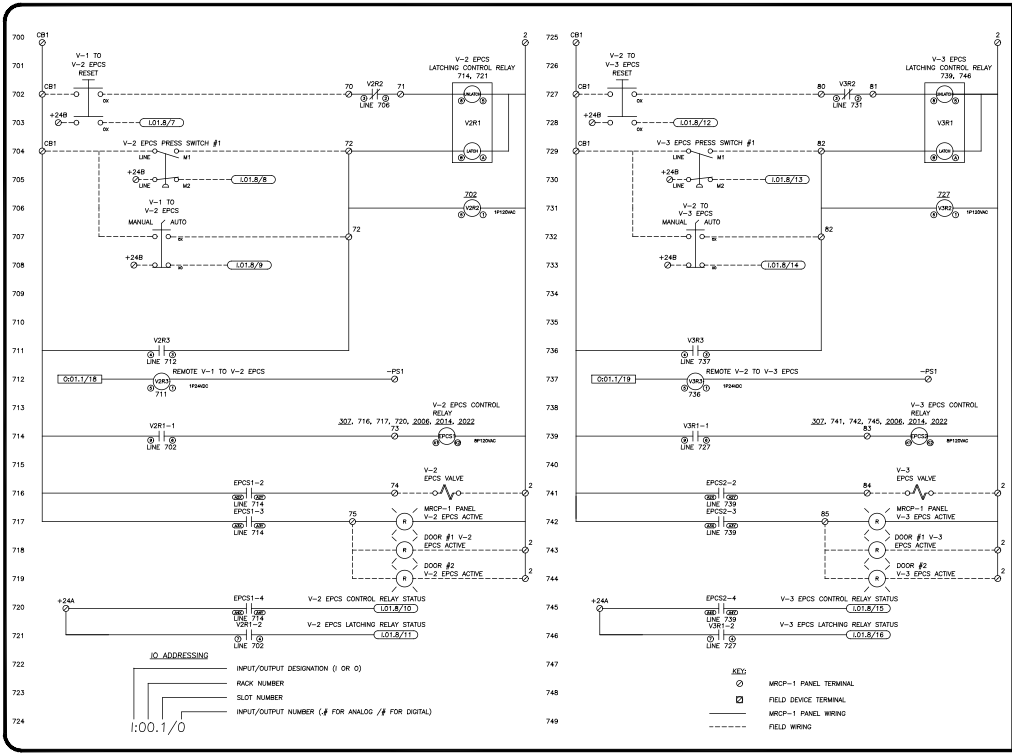 700 CB1 2
701 V-1 TO
V-2 EPCS
RESET
V-2 EPCS
LATCHING CONTROL RELAY
714, 721
702 CB1 OX 70 V2R2 71 UNLATCH
LINE 706
703 +24B OX I.01.8/7 V2R1
704 CB1 V-2 EPCS PRESS SWITCH #1 72 LATCH
LINE M1
705 +24B LINE M2 I.01.8/8
706 V-1 TO
V-2 EPCS
702
V2R2 1P120VAC
MANUAL AUTO
707 OX 72
708 +24B I.01.8/9
709
710
711 V2R3
LINE 712
712 O:01.1/18 V2R3 REMOTE V-1 TO V-2 EPCS -PS1
1P24VDC
711
713 V-2 EPCS CONTROL
RELAY
307, 716, 717, 720, 2006, 2014, 2022
714 V2R1-1 73 EPCS1 8P120VAC
LINE 702
715 V-2
EPCS VALVE
716 EPCS1-2 74 2
LINE 714
717 EPCS1-3 75 R MRCP-1 PANEL
V-2 EPCS ACTIVE
LINE 714
718 R DOOR #1 V-2
EPCS ACTIVE 2
719 R DOOR #2
V-2 EPCS ACTIVE 2
720 +24A EPCS1-4 V-2 EPCS CONTROL RELAY STATUS
I.01.8/10
LINE 714
721 V2R1-2 V-2 EPCS LATCHING RELAY STATUS
I.01.8/11
LINE 702
722 IO ADDRESSING
INPUT/OUTPUT DESIGNATION (I OR O)
RACK NUMBER
723 SLOT NUMBER
INPUT/OUTPUT NUMBER (.# FOR ANALOG /# FOR DIGITAL)
724 I:00.1/0
725 CB1 2
726 V-2 TO
V-3 EPCS
RESET
V-3 EPCS
LATCHING CONTROL RELAY
739, 746
727 CB1 OX 80 V3R2 81 UNLATCH
LINE 731
728 +24B OX I.01.8/12 V3R1
729 CB1 V-3 EPCS PRESS SWITCH #1 82 LATCH
LINE M1
730 +24B LINE M2 I.01.8/13
731 V-2 TO
V-3 EPCS
727
V3R2 1P120VAC
MANUAL AUTO
732 OX 82
733 +24B I.01.8/14
734
735
736 V3R3
LINE 737
737 O:01.1/19 V3R3 REMOTE V-2 TO V-3 EPCS -PS1
1P24VDC
736
738 V-3 EPCS CONTROL
RELAY
307, 741, 742, 745, 2006, 2014, 2022
739 V3R1-1 83 EPCS2 8P120VAC
LINE 727
740 V-3
EPCS VALVE
741 EPCS2-2 84 2
LINE 739
742 EPCS2-3 85 R MRCP-1 PANEL
V-3 EPCS ACTIVE
LINE 739
743 R DOOR #1 V-3
EPCS ACTIVE 2
744 R DOOR #2
V-3 EPCS ACTIVE 2
745 +24A EPCS2-4 V-3 EPCS CONTROL RELAY STATUS
I.01.8/15
LINE 739
746 V3R1-2 V-3 EPCS LATCHING RELAY STATUS
I.01.8/16
LINE 727
747 KEY:
MRCP-1 PANEL TERMINAL
748 FIELD DEVICE TERMINAL
MRCP-1 PANEL WIRING
749 FIELD WIRING